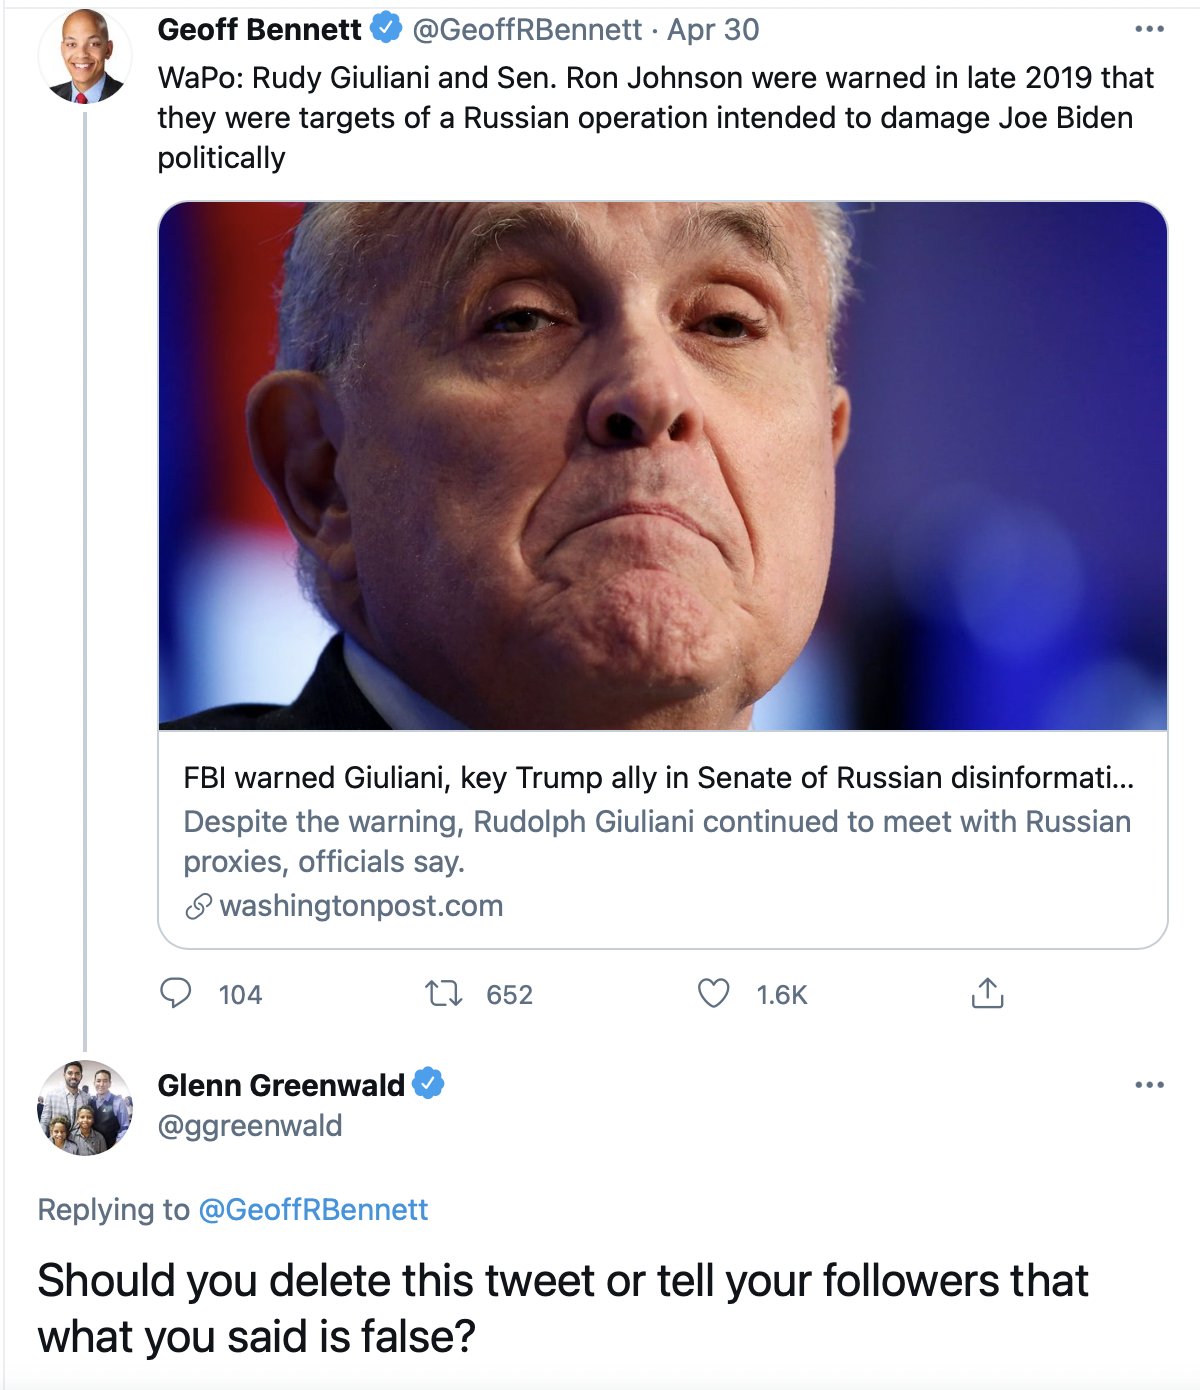 Geoff Bennett @GeoffRBennett · Apr 30
WaPo: Rudy Giuliani and Sen. Ron Johnson were warned in late 2019 that
they were targets of a Russian operation intended to damage Joe Biden
politically
FBI warned Giuliani, key Trump ally in Senate of Russian disinformati...
Despite the warning, Rudolph Giuliani continued to meet with Russian
proxies, officials say.
washingtonpost.com
104 652 1.6K
Glenn Greenwald
@ggreenwald
Replying to @GeoffRBennett
Should you delete this tweet or tell your followers that
what you said is false?